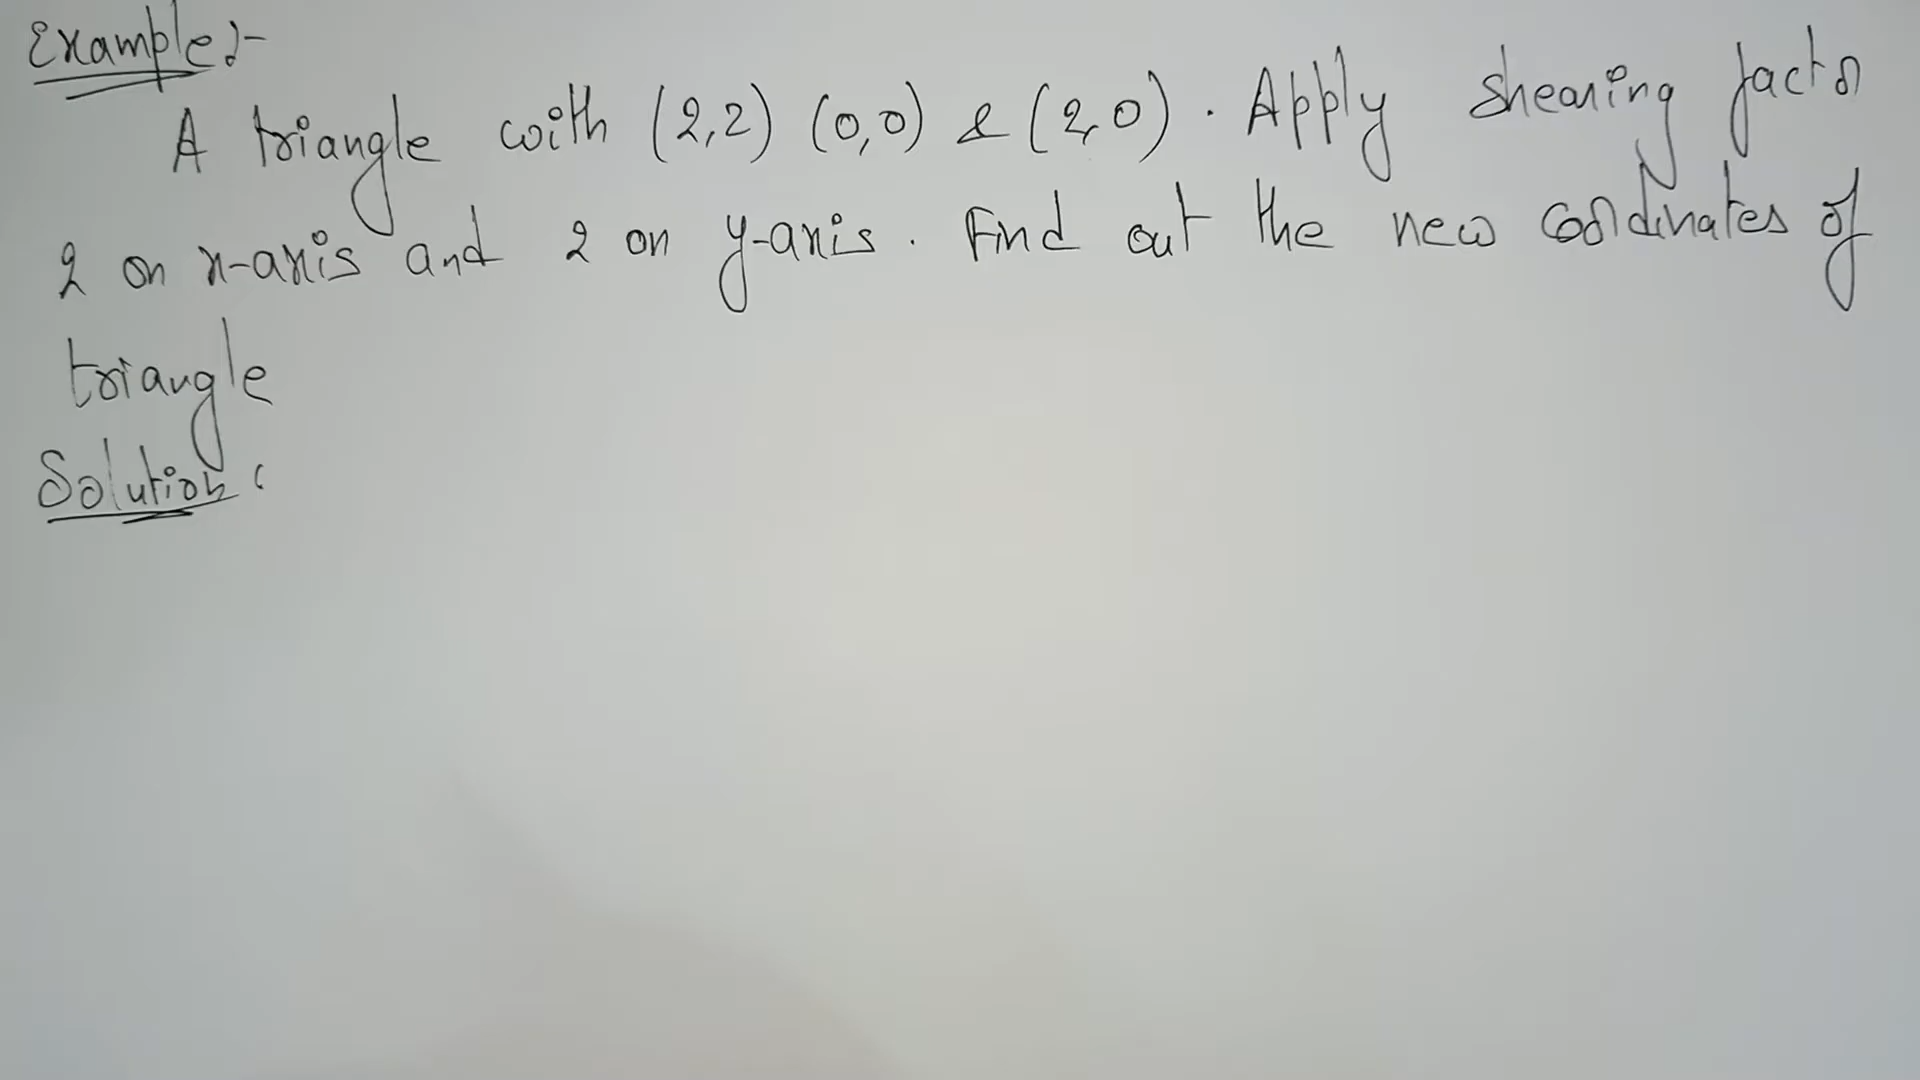 Example:-
A triangle with (2,2) (0,0) & (2,0). Apply shearing factor
2 on x-axis and 2 on y-axis. Find out the new coordinates of
triangle
Solution: